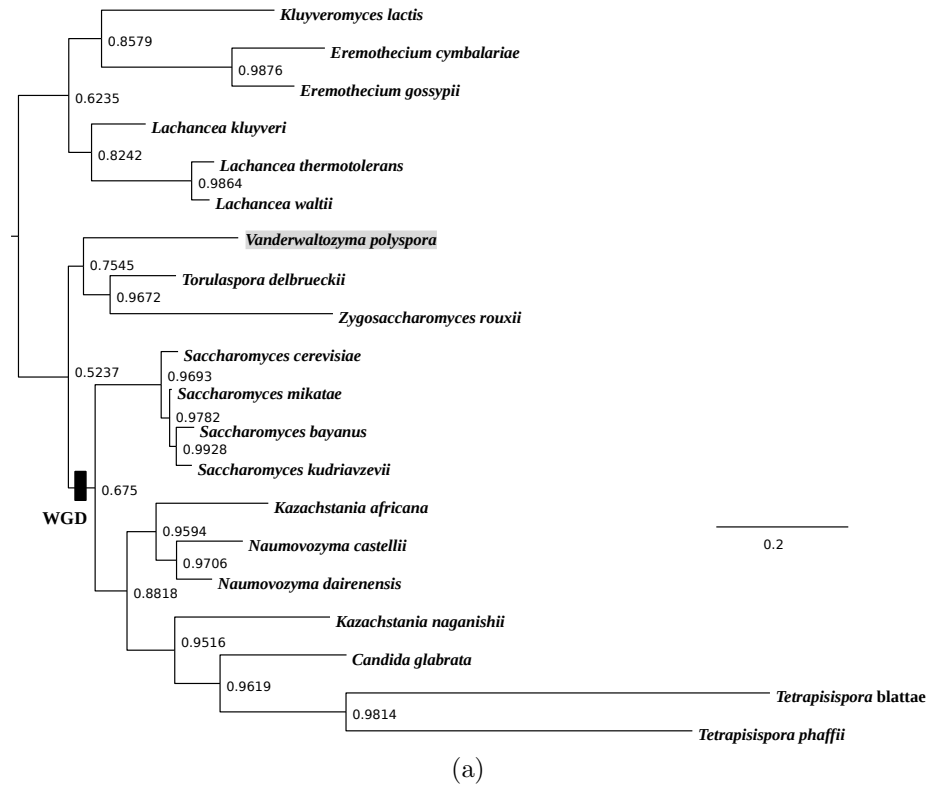 Kluyveromyces lactis
0.8579
Eremothecium cymbalariae
0.9876
Eremothecium gossypii
0.6235
Lachancea kluyveri
0.8242
Lachancea thermotolerans
0.9864
Lachancea waltii
Vanderwaltozyma polyspora
0.7545
Torulaspora delbrueckii
0.9672
Zygosaccharomyces rouxii
Saccharomyces cerevisiae
0.5237
0.9693
Saccharomyces mikatae
0.9782
Saccharomyces bayanus
0.9928
Saccharomyces kudriavzevii
0.675
WGD
Kazachstania africana
0.9594
Naumovozyma castellii
0.2
0.9706
Naumovozyma dairenensis
0.8818
Kazachstania naganishii
0.9516
Candida glabrata
0.9619
Tetrapisispora blattae
0.9814
Tetrapisispora phaffii
(a)